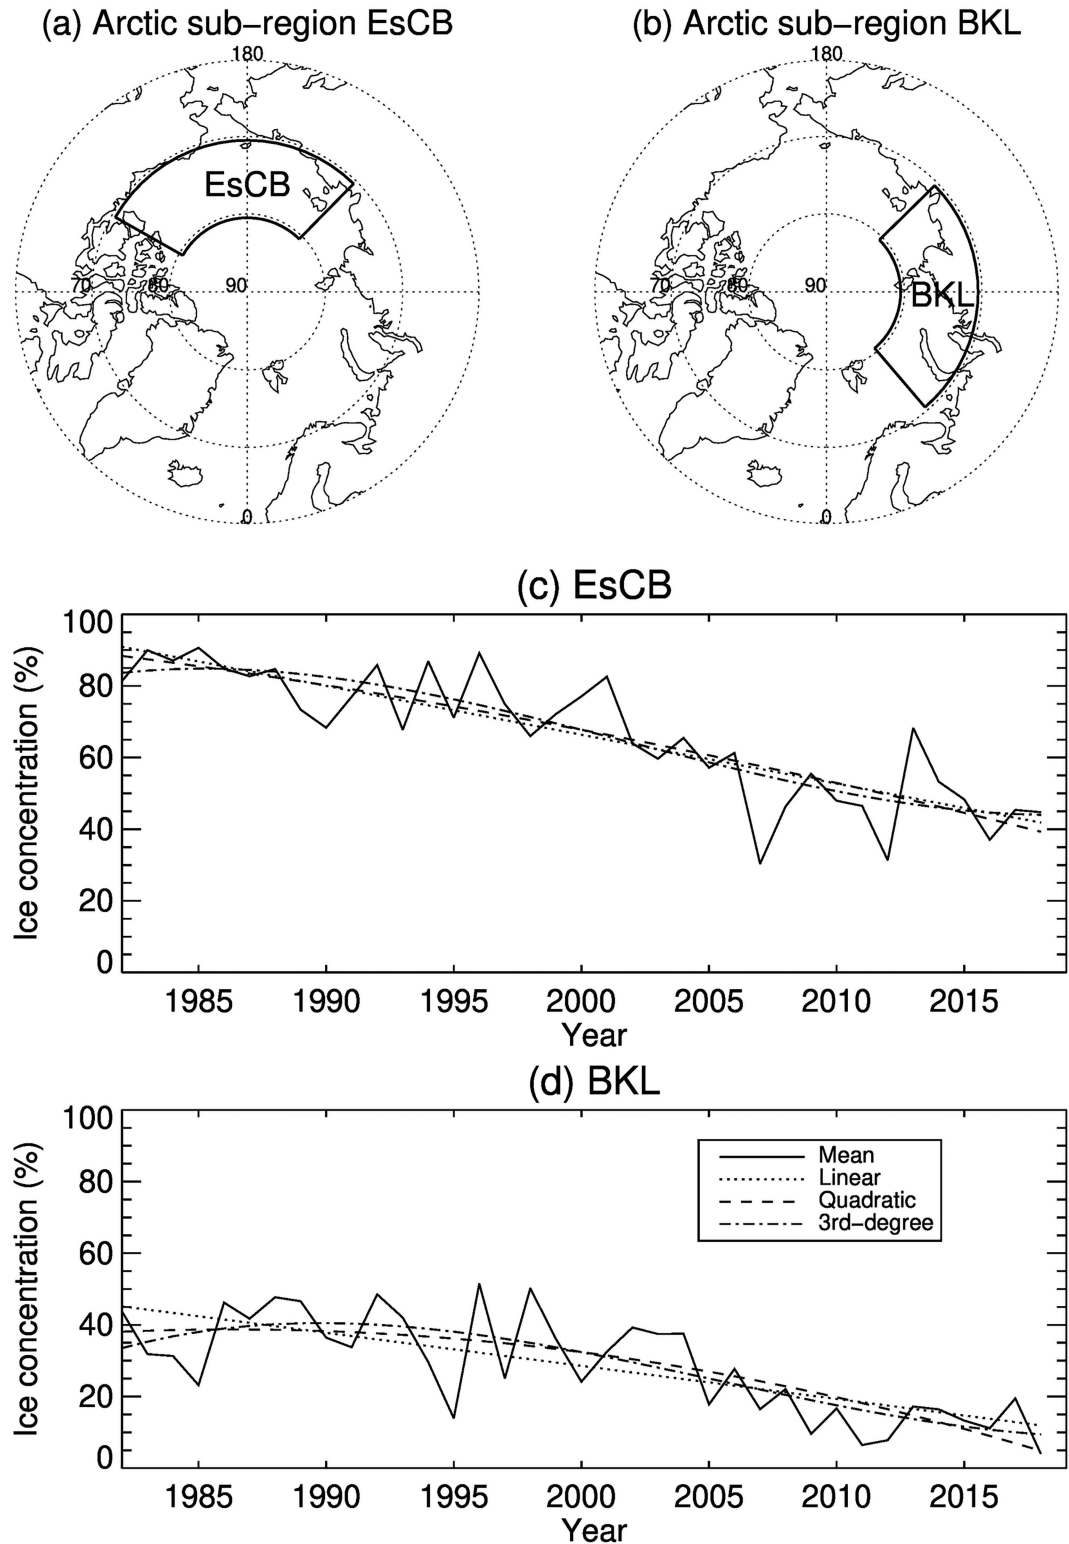 (a) Arctic sub−region EsCB
(b) Arctic sub−region BKL
180
EsCB
70 80 90
0
180
70 80 90
BKL
0
(c) EsCB
Ice concentration (%)
100
80
60
40
20
0
1985 1990 1995 2000 2005 2010 2015
Year
(d) BKL
Ice concentration (%)
100
80
60
40
20
0
Mean
Linear
Quadratic
3rd−degree
1985 1990 1995 2000 2005 2010 2015
Year